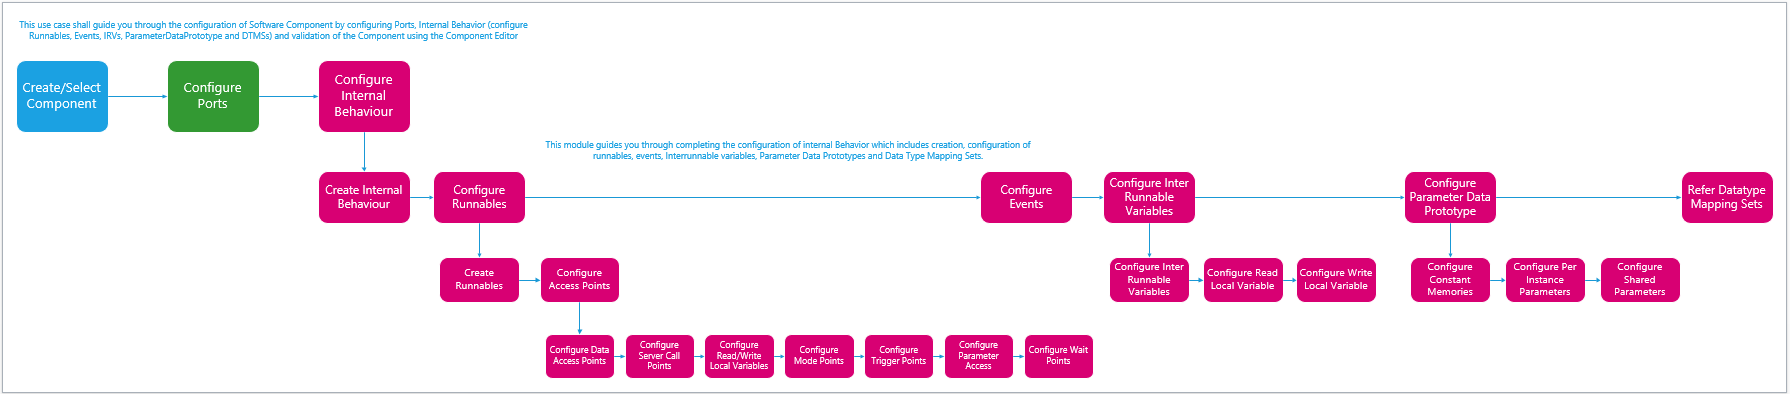 This use case shall guide you through the configuration of Software Component by configuring Ports, Internal Behavior (configure
Runnables, Events, IRVs, ParameterDataPrototype and DTMSs) and validation of the Component using the Component Editor
Create/Select
Component
Configure
Ports
Configure
Internal
Behaviour
This module guides you through completing the configuration of internal Behavior which includes creation, configuration of
runnables, events, Interrunnable variables, Parameter Data Prototypes and Data Type Mapping Sets.
Create Internal
Behaviour
Configure
Runnables
Configure
Events
Configure Inter
Runnable
Variables
Configure
Parameter Data
Prototype
Refer Datatype
Mapping Sets
Create
Runnables
Configure
Access Points
Configure Inter
Runnable
Variables
Configure Read
Local Variable
Configure Write
Local Variable
Configure
Constant
Memories
Configure Per
Instance
Parameters
Configure
Shared
Parameters
Configure Data
Access Points
Configure
Server Call
Points
Configure
Read/Write
Local Variables
Configure
Mode Points
Configure
Trigger Points
Configure
Parameter
Access
Configure Wait
Points